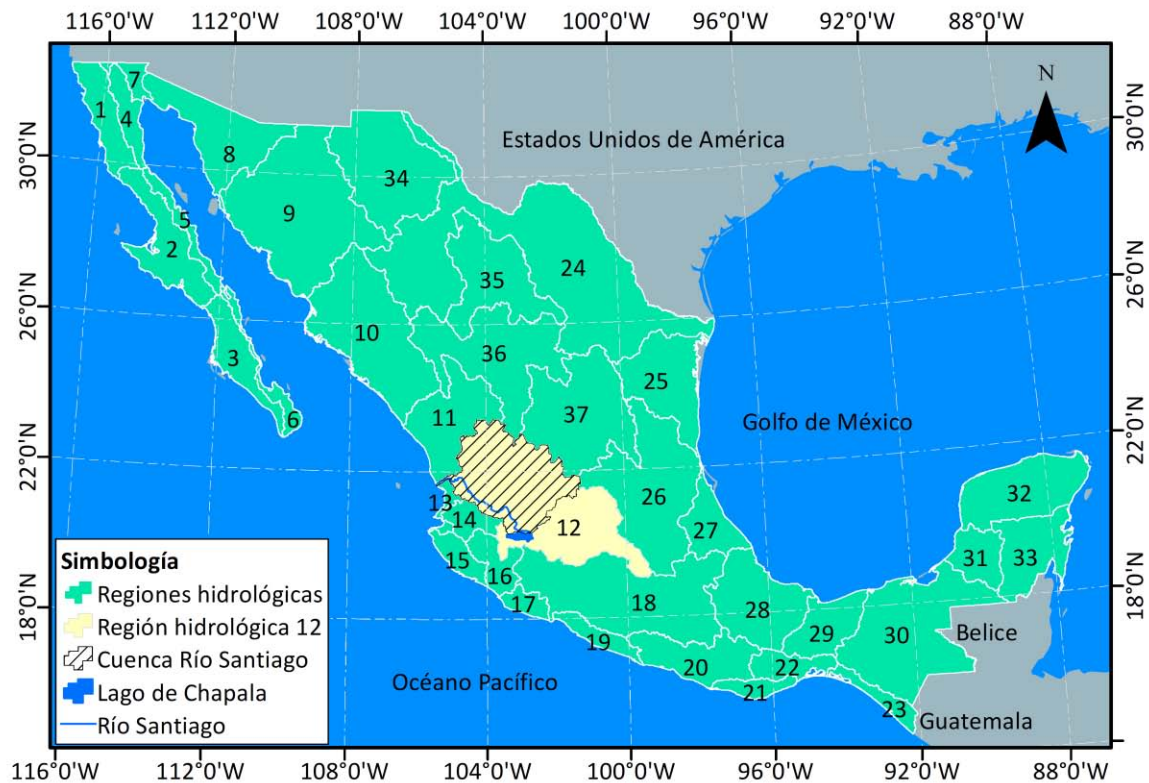 116°0'W 112°0'W 108°0'W 104°0'W 100°0'W 96°0'W 92°0'W 88°0'W
N
30°0'N
30°0'N
26°0'N
26°0'N
22°0'N
22°0'N
18°0'N
18°0'N
Estados Unidos de América
Golfo de México
Océano Pacífico
Belice
Guatemala
1
2
3
4
5
6
7
8
9
10
11
12
13
14
15
16
17
18
19
20
21
22
23
24
25
26
27
28
29
30
31
32
33
34
35
36
37
Simbología
Regiones hidrológicas
Región hidrológica 12
Cuenca Río Santiago
Lago de Chapala
Río Santiago
116°0'W 112°0'W 108°0'W 104°0'W 100°0'W 96°0'W 92°0'W 88°0'W